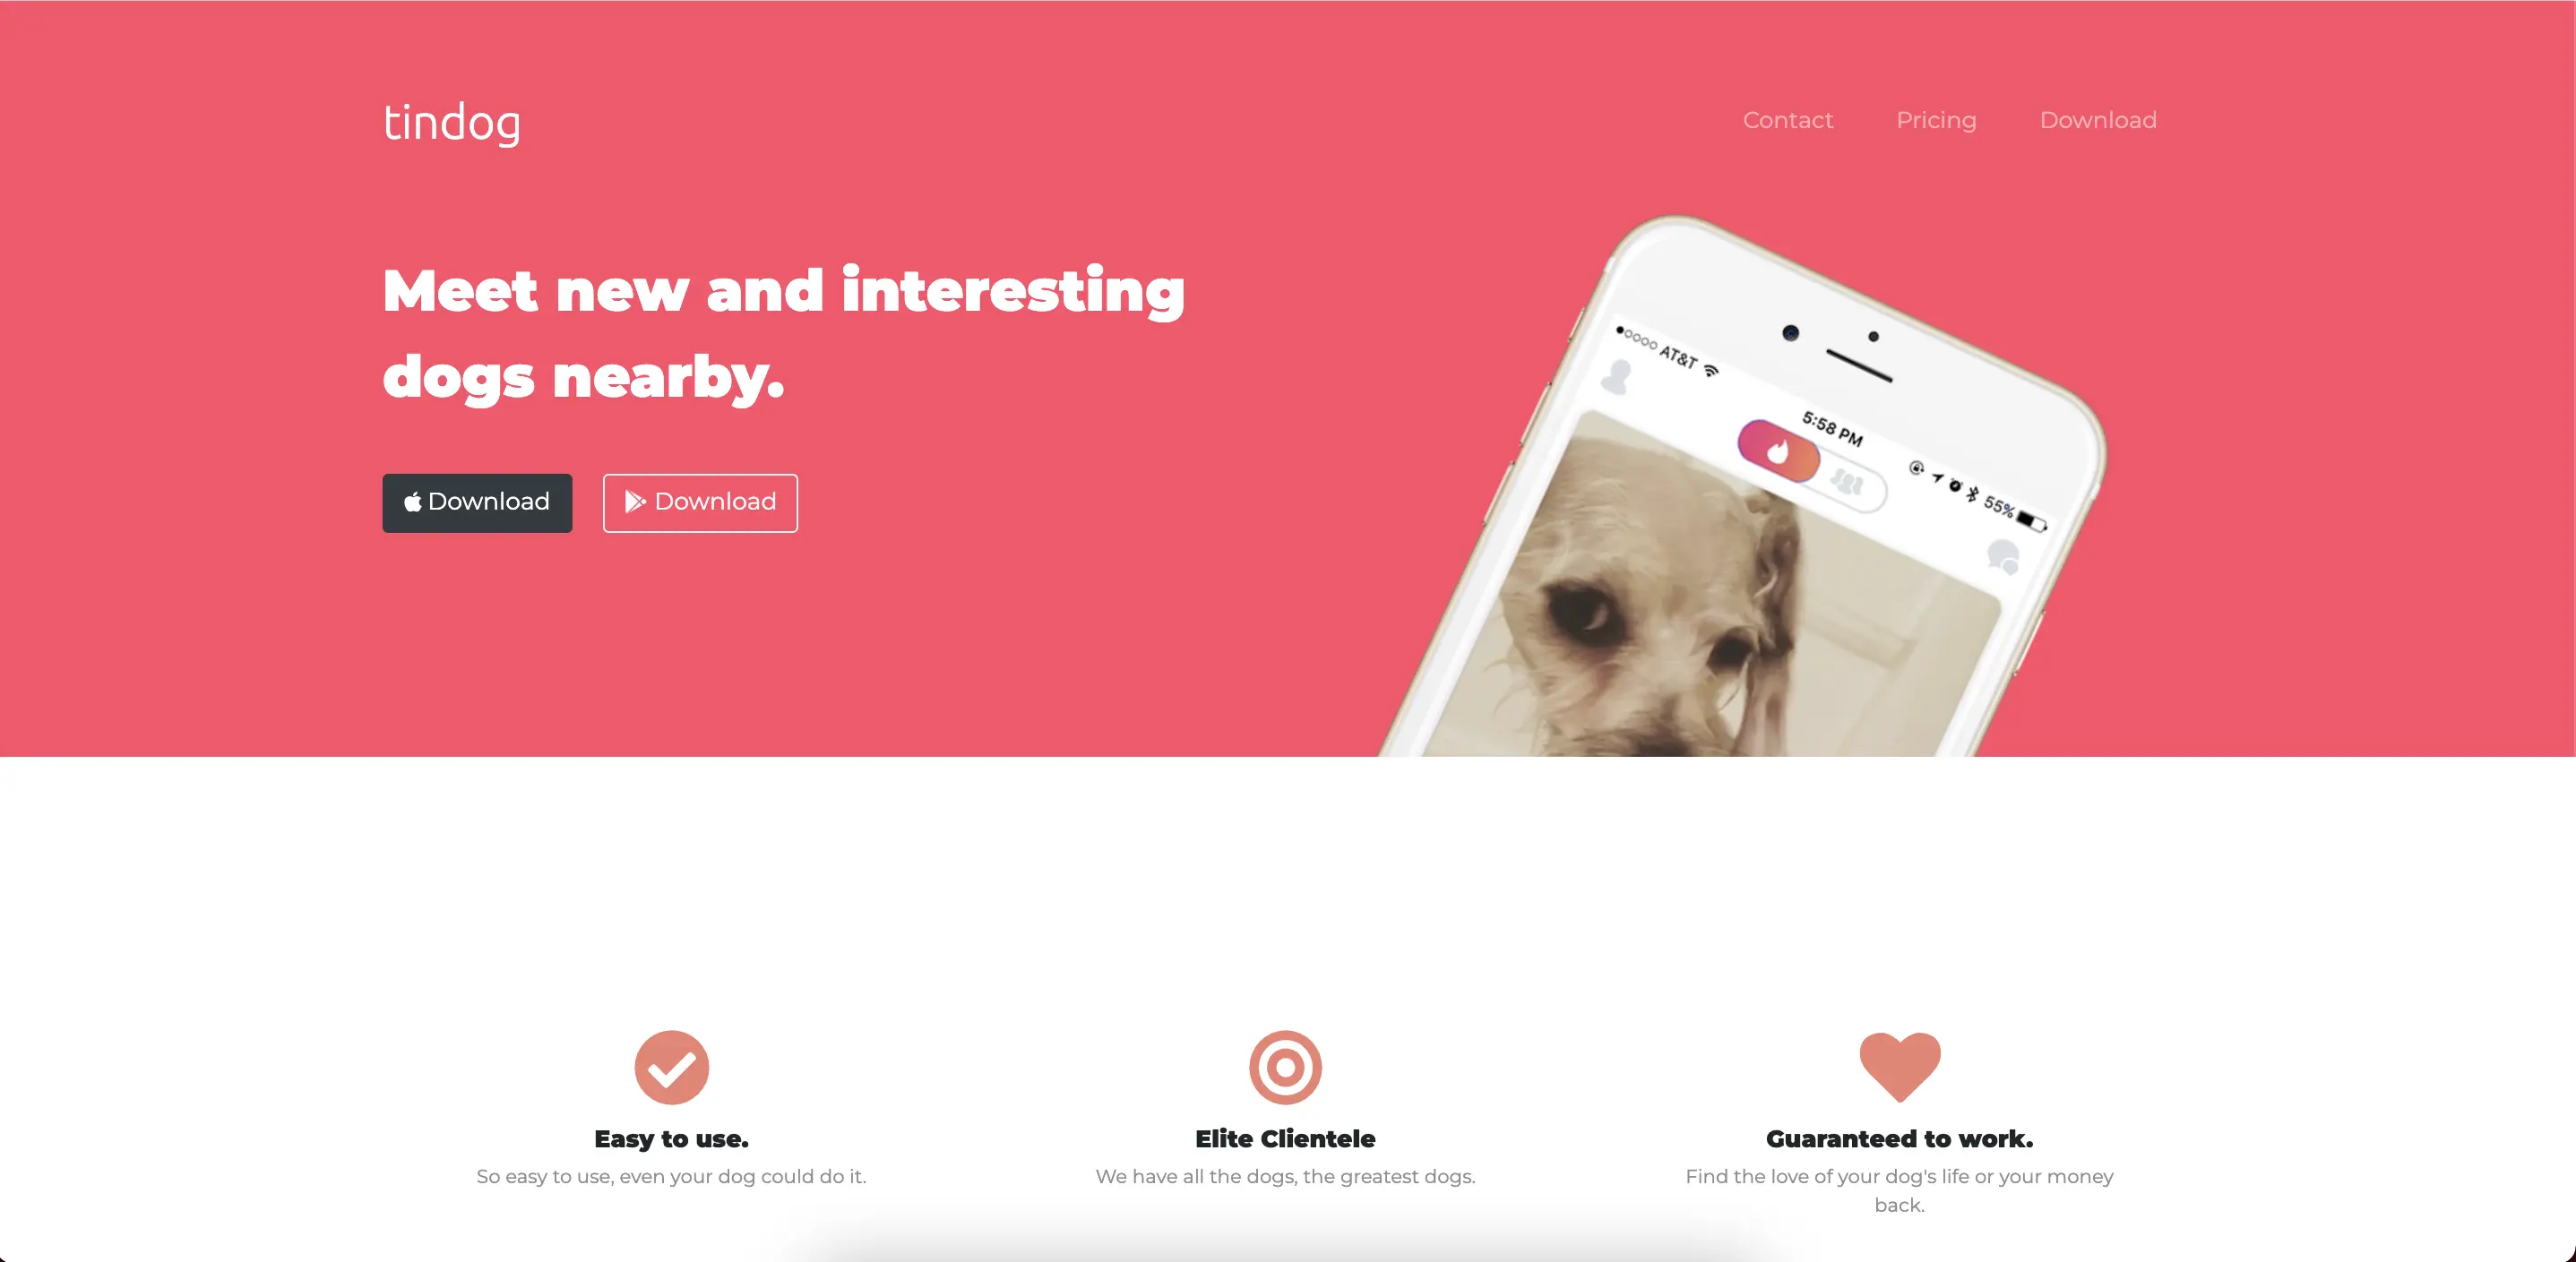 tindog
Contact Pricing Download
Meet new and interesting
dogs nearby.
Download Download
AT&T
5:58 PM
55%
Easy to use.
So easy to use, even your dog could do it.
Elite Clientele
We have all the dogs, the greatest dogs.
Guaranteed to work.
Find the love of your dog's life or your money
back.